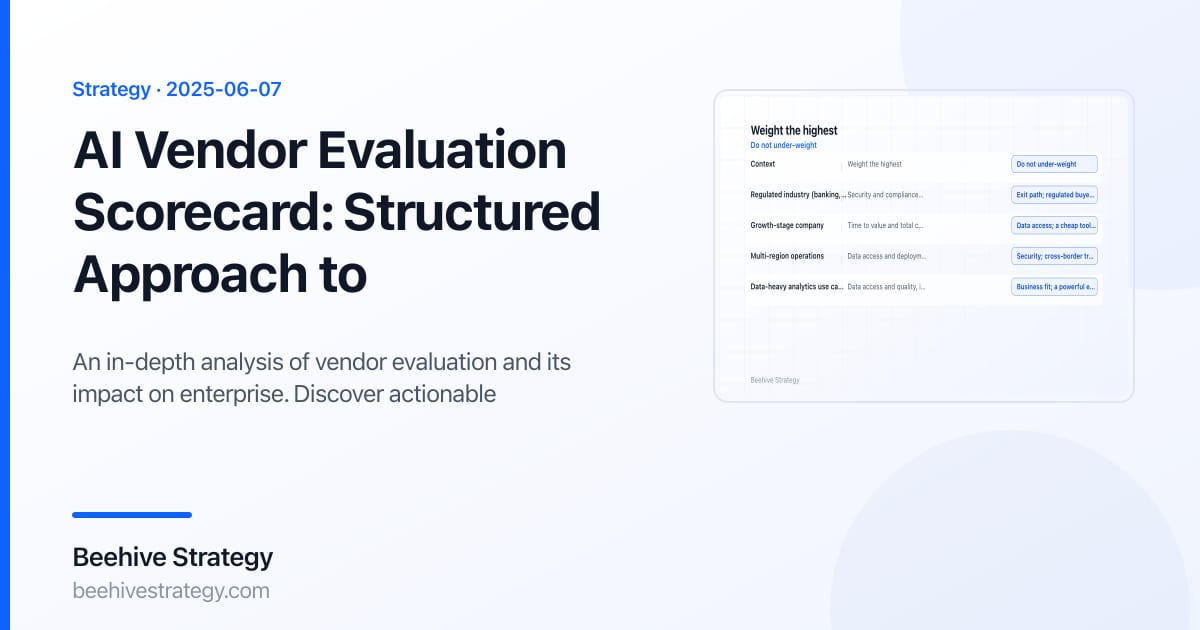 Strategy · 2025-06-07
AI Vendor Evaluation
Scorecard: Structured
Approach to
An in-depth analysis of vendor evaluation and its
impact on enterprise. Discover actionable
Beehive Strategy
beehivestrategy.com
Weight the highest
Do not under-weight
Context Weight the highest Do not under-weight
Regulated industry (banking,... Security and compliance... Exit path; regulated buye...
Growth-stage company Time to value and total c... Data access; a cheap tool...
Multi-region operations Data access and deploym... Security; cross-border tr...
Data-heavy analytics use ca... Data access and quality, i... Business fit; a powerful e...
Beehive Strategy